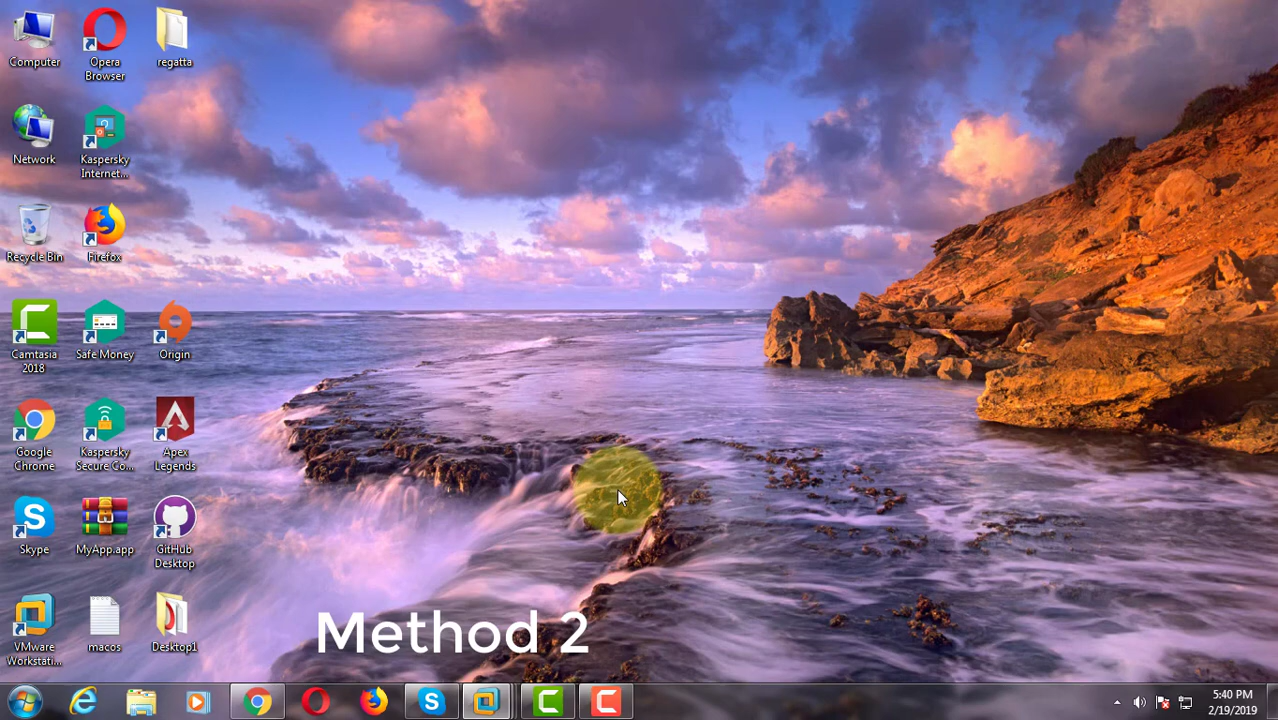 Computer
Opera
Browser
regatta
Network
Kaspersky
Internet...
Recycle Bin
Firefox
Camtasia
2018
Safe Money
Origin
Google
Chrome
Kaspersky
Secure Co...
Apex
Legends
Skype
MyApp.app
GitHub
Desktop
VMware
Workstati...
macos
Desktop1
Method 2
5:40 PM
2/19/2019